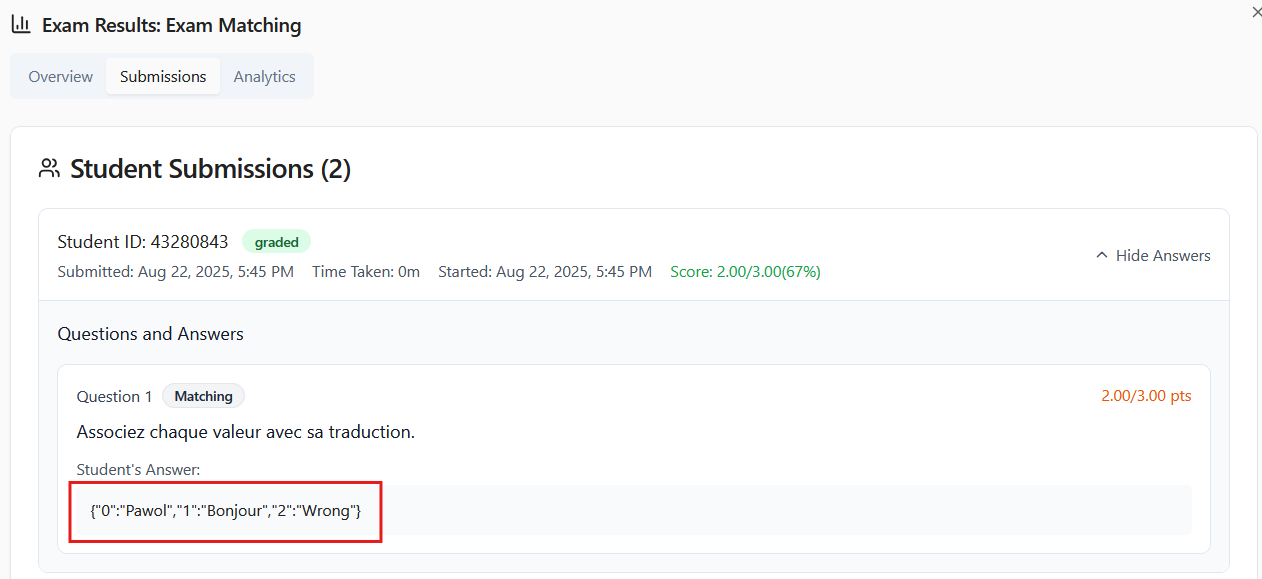 Exam Results: Exam Matching
Overview Submissions Analytics
Student Submissions (2)
Student ID: 43280843 graded
Submitted: Aug 22, 2025, 5:45 PM Time Taken: 0m Started: Aug 22, 2025, 5:45 PM Score: 2.00/3.00(67%)
Hide Answers
Questions and Answers
Question 1 Matching 2.00/3.00 pts
Associez chaque valeur avec sa traduction.
Student's Answer:
{"0":"Pawol","1":"Bonjour","2":"Wrong"}